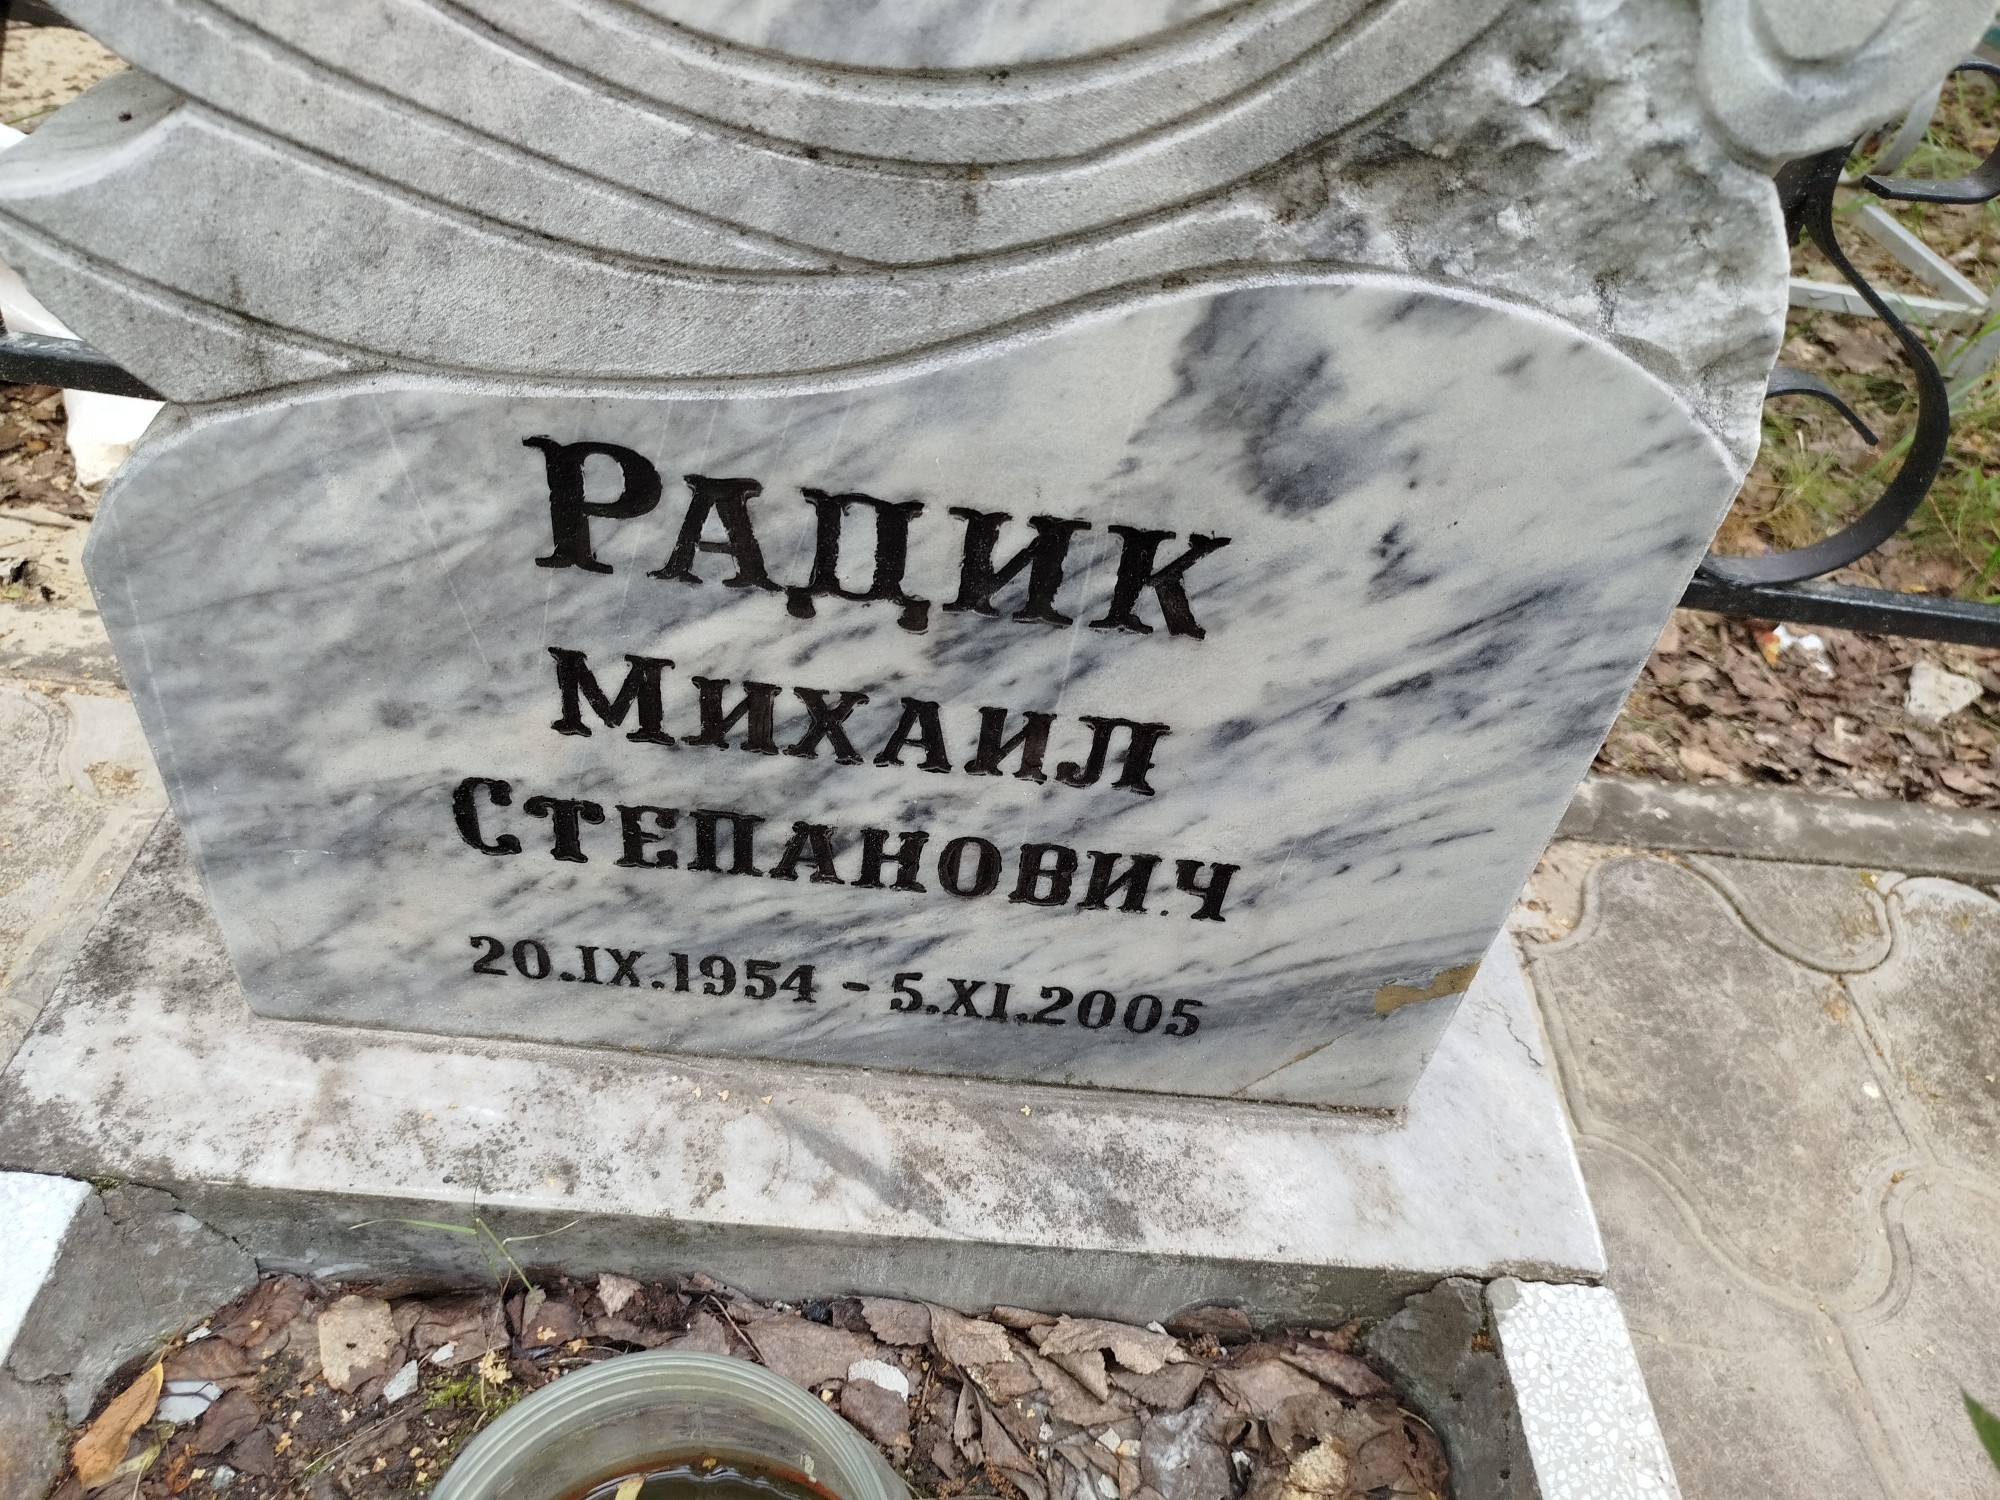 Радик
Михаил
Степанович
20.IX.1954 - 5.XI.2005